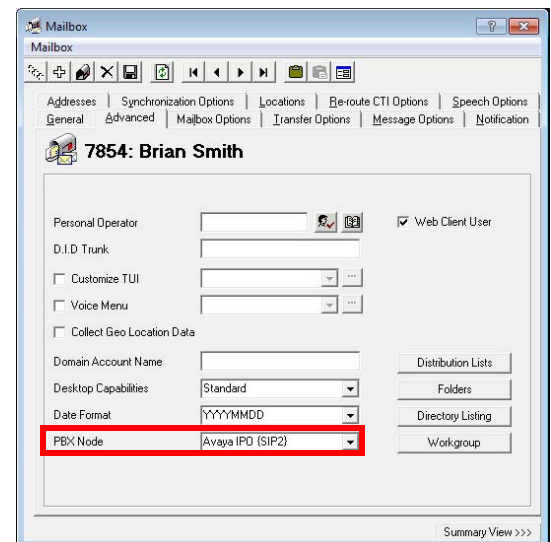 Mailbox
Mailbox
Addresses Synchronization Options Locations Re-route CTI Options Speech Options
General Advanced Mailbox Options Transfer Options Message Options Notification
7854: Brian Smith
Personal Operator Web Client User
D.I.D Trunk
Customize TUI ...
Voice Menu ...
Collect Geo Location Data
Domain Account Name Distribution Lists
Desktop Capabilities Standard Folders
Date Format YYYYMMDD Directory Listing
PBX Node Avaya IPO {SIP2} Workgroup
Summary View >>>